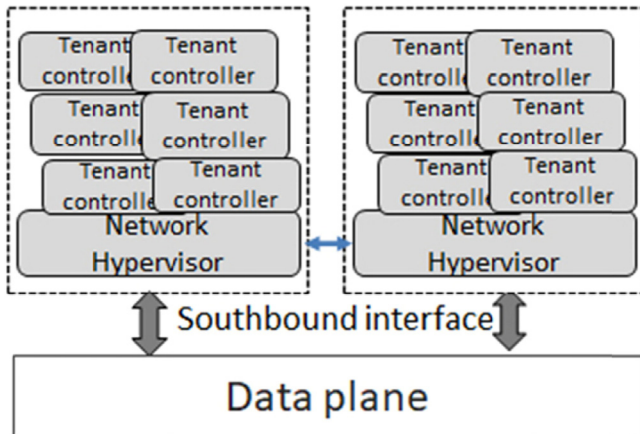 Tenant
controller
Tenant
controller
Tenant
controller
Tenant
controller
Tenant
controller
Tenant
controller
Network
Hypervisor
Tenant
controller
Tenant
controller
Tenant
controller
Tenant
controller
Tenant
controller
Tenant
controller
Network
Hypervisor
Southbound interface
Data plane